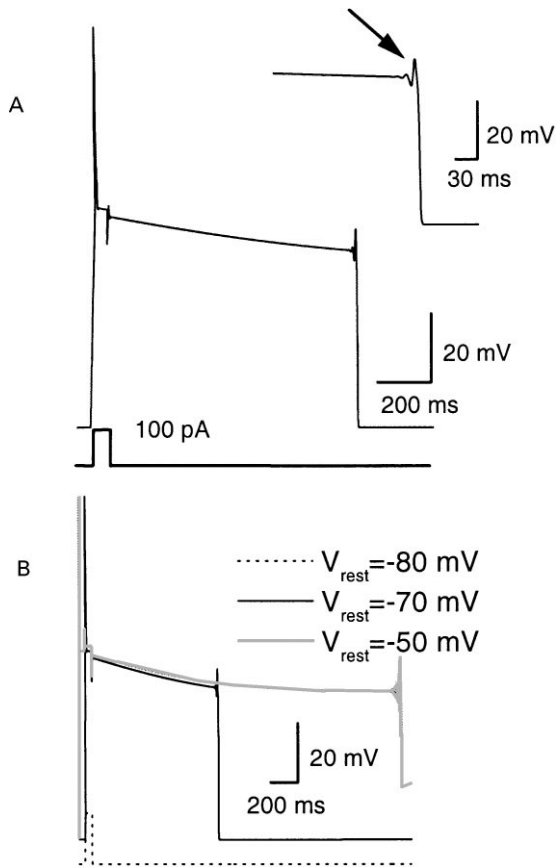 A
20 mV
30 ms
20 mV
200 ms
100 pA
B
V_rest=-80 mV
V_rest=-70 mV
V_rest=-50 mV
20 mV
200 ms